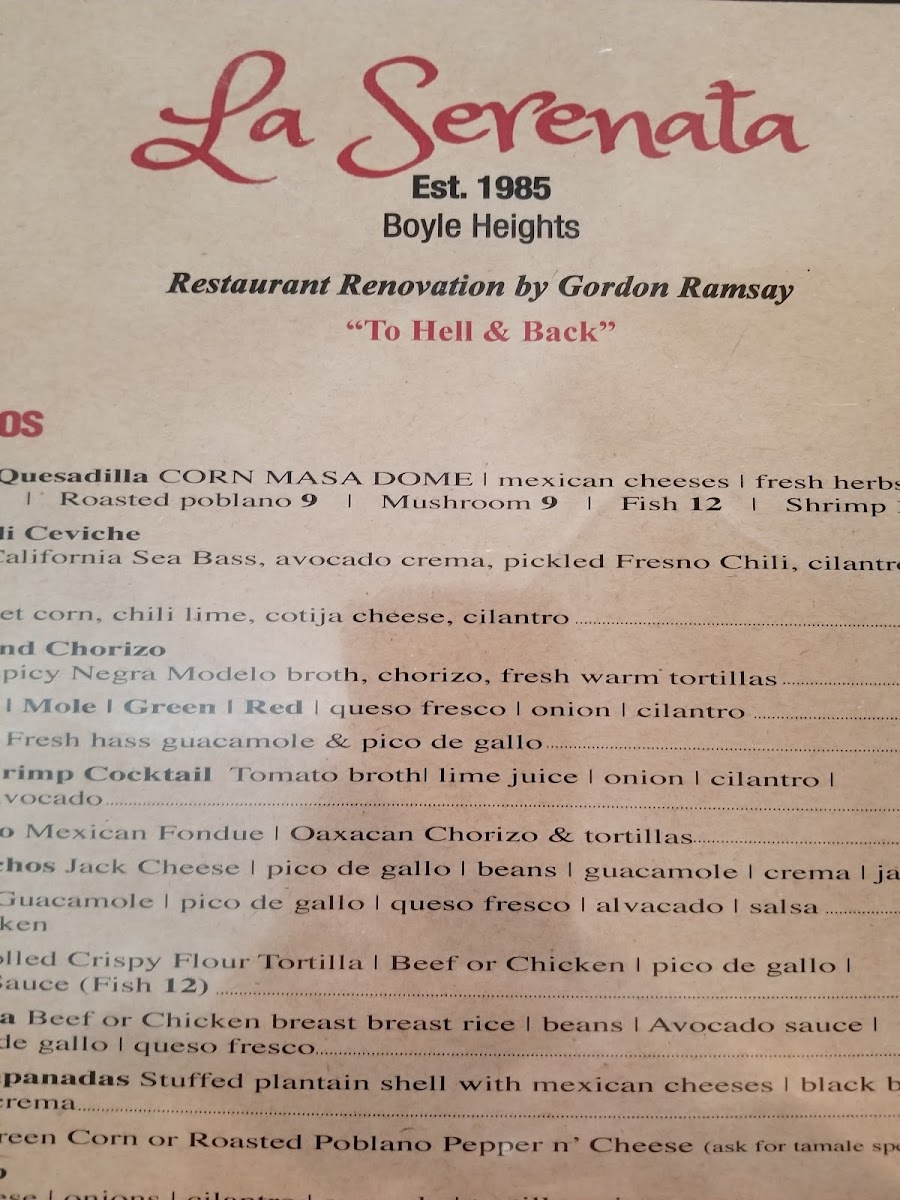 La Serenata
Est. 1985
Boyle Heights
Restaurant Renovation by Gordon Ramsay
“To Hell & Back”
OS
Quesadilla CORN MASA DOME | mexican cheeses | fresh herbs
| Roasted poblano 9 | Mushroom 9 | Fish 12 | Shrimp
li Ceviche
California Sea Bass, avocado crema, pickled Fresno Chili, cilantro
et corn, chili lime, cotija cheese, cilantro
nd Chorizo
picy Negra Modelo broth, chorizo, fresh warm tortillas
| Mole | Green | Red | queso fresco | onion | cilantro
Fresh hass guacamole & pico de gallo
rimp Cocktail Tomato broth| lime juice | onion | cilantro |
vocado
o Mexican Fondue | Oaxacan Chorizo & tortillas
chos Jack Cheese | pico de gallo | beans | guacamole | crema | ja
Guacamole | pico de gallo | queso fresco | alvacado | salsa
ken
olled Crispy Flour Tortilla | Beef or Chicken | pico de gallo |
Sauce (Fish 12)
a Beef or Chicken breast breast rice | beans | Avocado sauce |
de gallo | queso fresco
panadas Stuffed plantain shell with mexican cheeses | black b
crema
reen Corn or Roasted Poblano Pepper n’ Cheese (ask for tamale spe